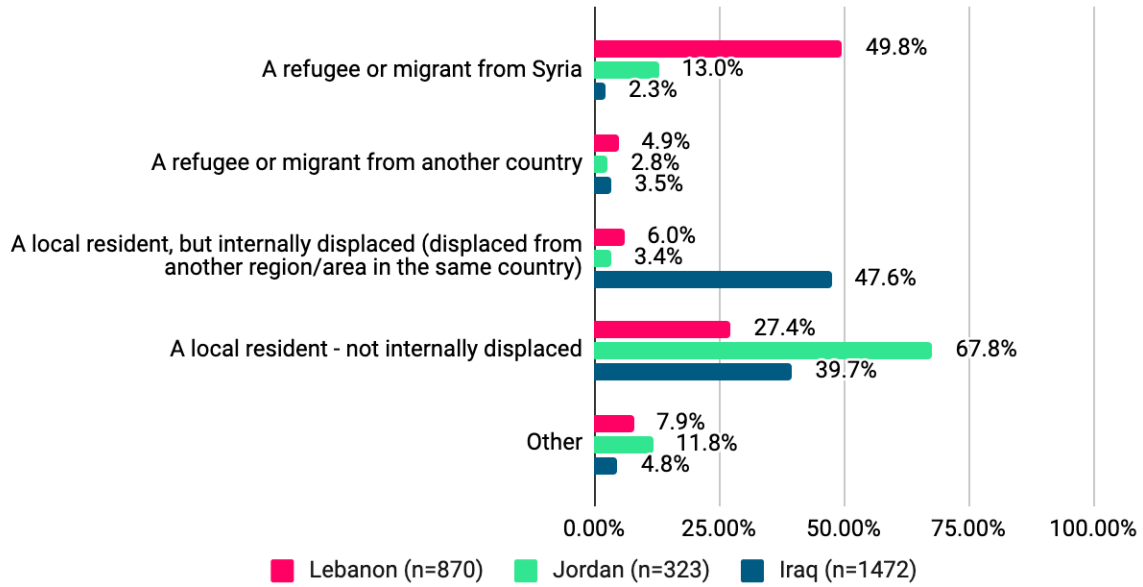 A refugee or migrant from Syria
49.8%
13.0%
2.3%
A refugee or migrant from another country
4.9%
2.8%
3.5%
A local resident, but internally displaced (displaced from
another region/area in the same country)
6.0%
3.4%
47.6%
A local resident - not internally displaced
27.4%
67.8%
39.7%
Other
7.9%
11.8%
4.8%
0.00% 25.00% 50.00% 75.00% 100.00%
Lebanon (n=870) Jordan (n=323) Iraq (n=1472)